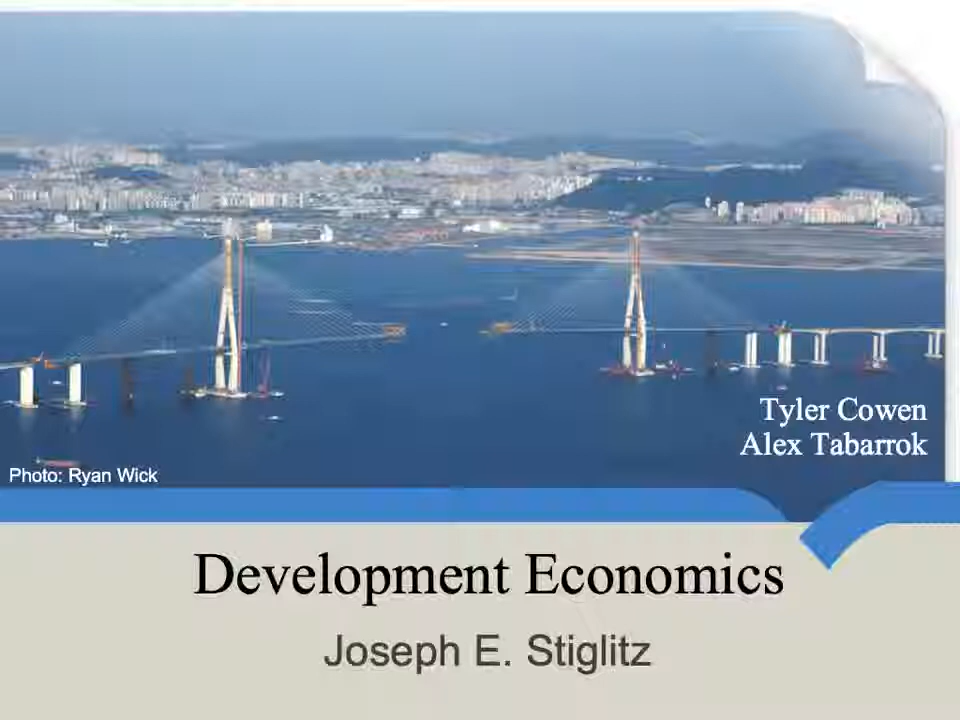 Tyler Cowen
Alex Tabarrok
Photo: Ryan Wick
Development Economics
Joseph E. Stiglitz